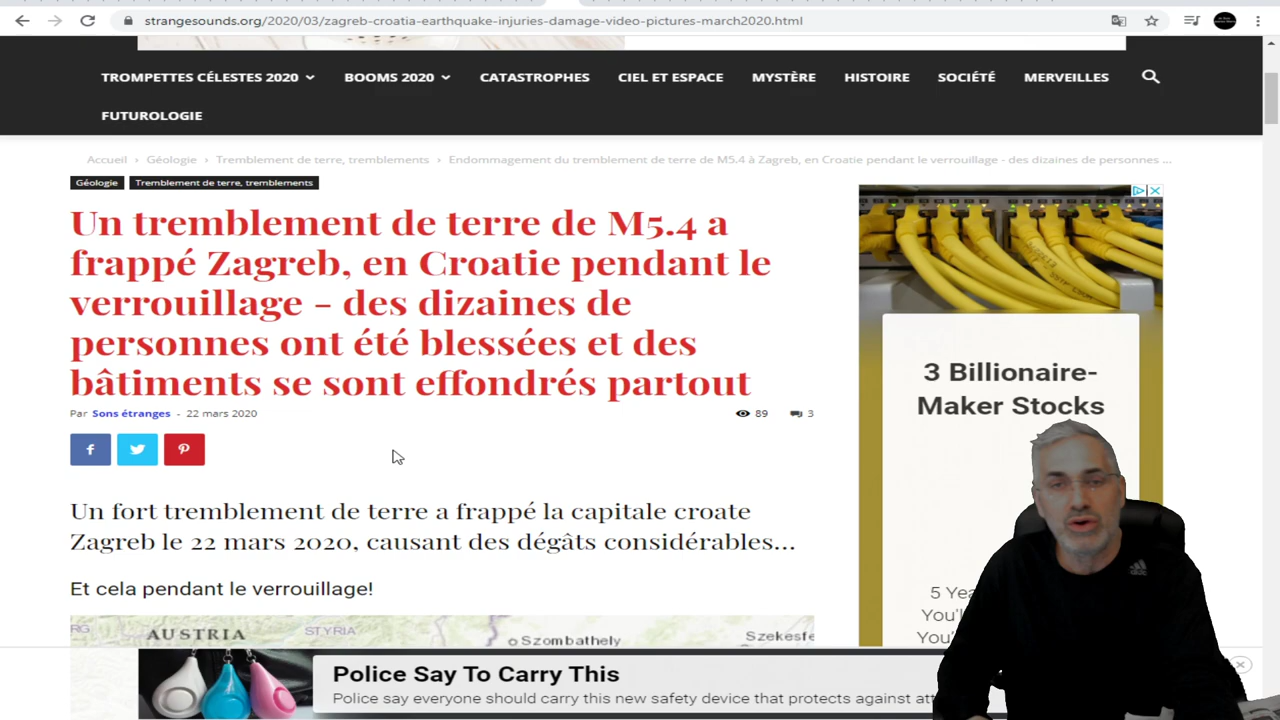 strangesounds.org/2020/03/zagreb-croatia-earthquake-injuries-damage-video-pictures-march2020.html
TROMPETTES CÉLESTES 2020 BOOMS 2020 CATASTROPHES CIEL ET ESPACE MYSTÈRE HISTOIRE SOCIÉTÉ MERVEILLES
FUTUROLOGIE
Accueil › Géologie › Tremblement de terre, tremblements › Endommagement du tremblement de terre de M5.4 à Zagreb, en Croatie pendant le verrouillage - des dizaines de personnes ...
Géologie Tremblement de terre, tremblements
Un tremblement de terre de M5.4 a
frappé Zagreb, en Croatie pendant le
verrouillage - des dizaines de
personnes ont été blessées et des
bâtiments se sont effondrés partout
Par Sons étranges - 22 mars 2020 89 3
Un fort tremblement de terre a frappé la capitale croate
Zagreb le 22 mars 2020, causant des dégâts considérables...
Et cela pendant le verrouillage!
AUSTRIA STYRIA Szombathely
3 Billionaire-
Maker Stocks
5
Police Say To Carry This
Police say everyone should carry this new safety device that protects against